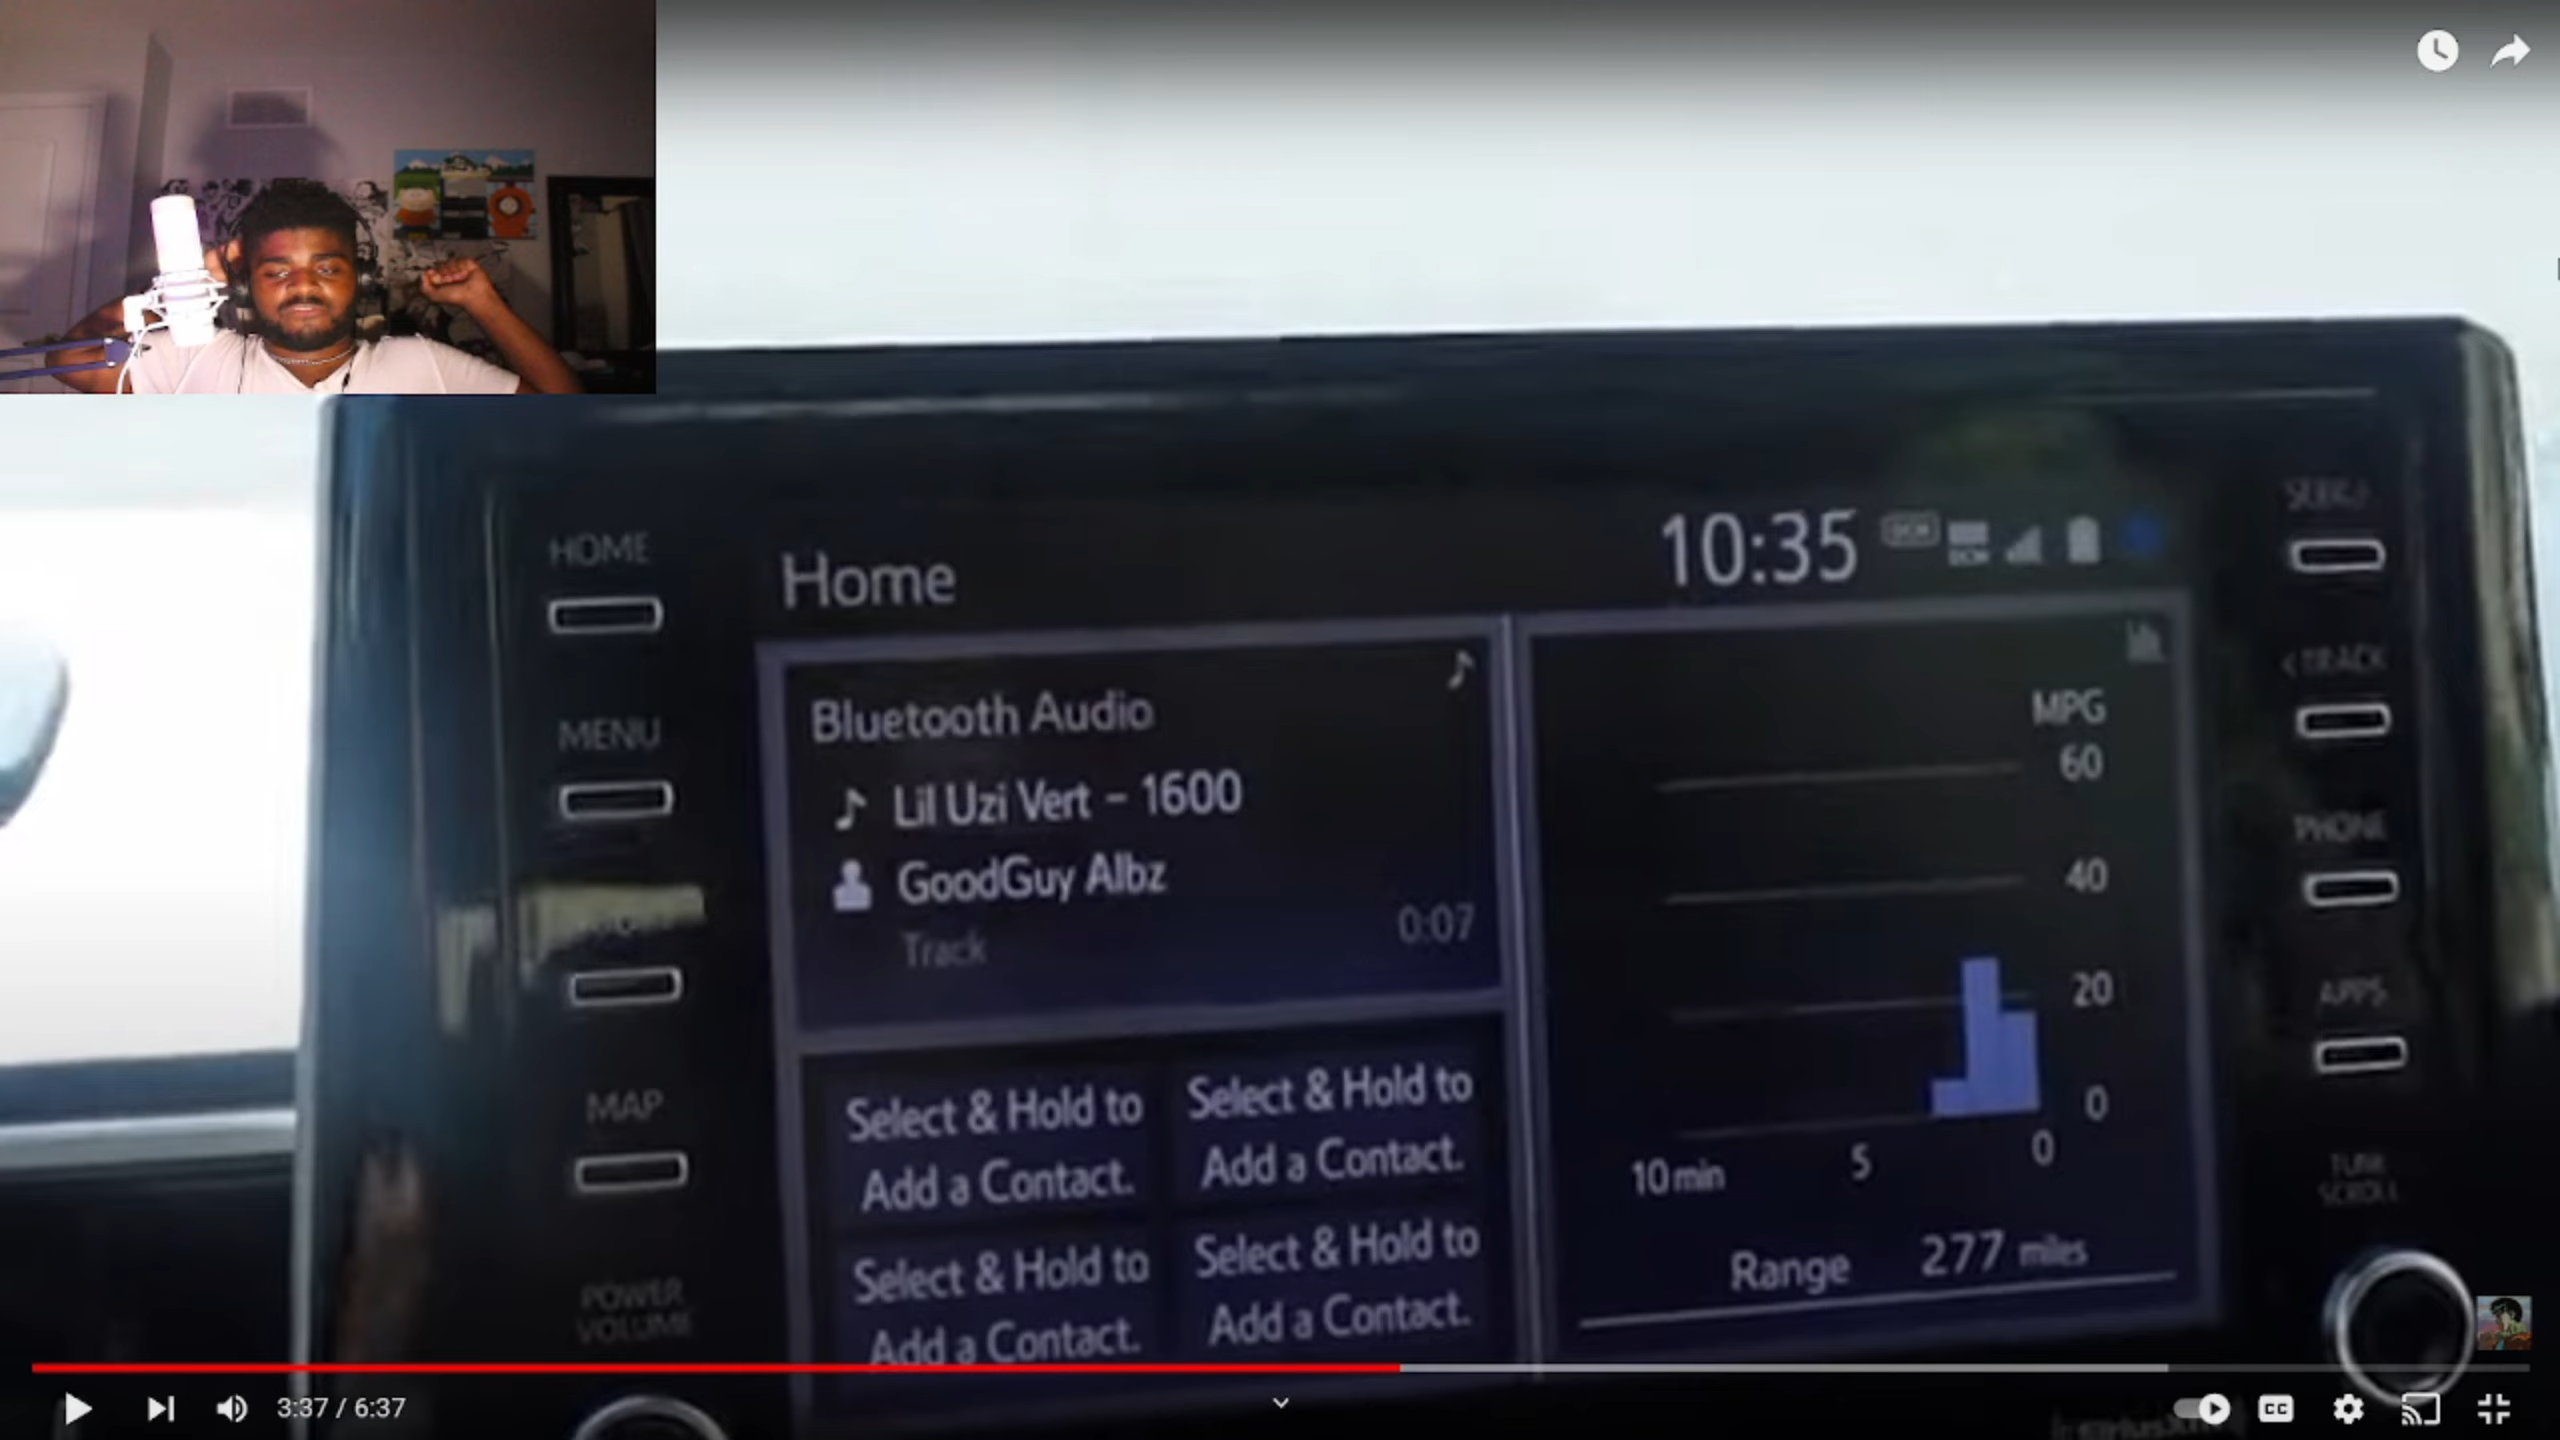 Home
10:35
HOME
MENU
MAP
POWER
VOLUME
Bluetooth Audio
Lil Uzi Vert – 1600
GoodGuy Albz
Track
0:07
Select & Hold to
Add a Contact.
Select & Hold to
Add a Contact.
Select & Hold to
Add a Contact.
Select & Hold to
Add a Contact.
MPG
60
40
20
0
10 min
5
0
Range 277 miles
< TRACK
PHONE
APPS
TUNE
SCROLL
3:37 / 6:37
CC